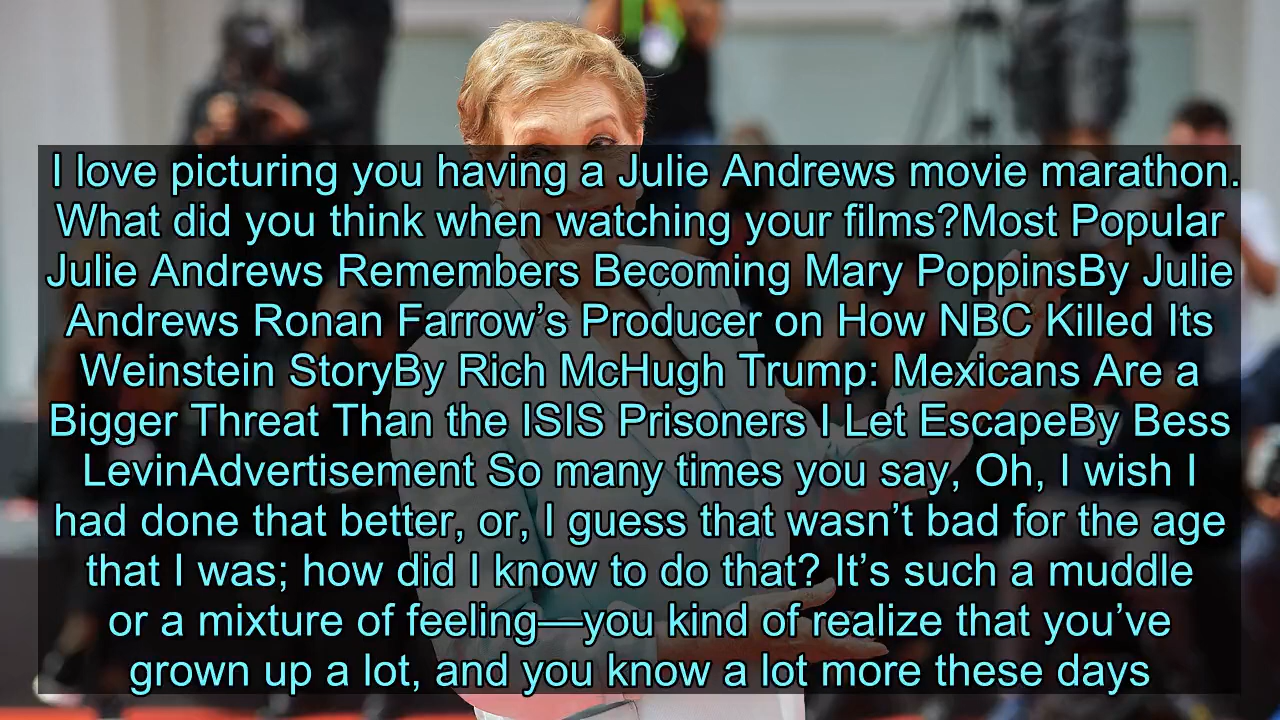 I love picturing you having a Julie Andrews movie marathon.
What did you think when watching your films?Most Popular
Julie Andrews Remembers Becoming Mary PoppinsBy Julie
Andrews Ronan Farrow’s Producer on How NBC Killed Its
Weinstein StoryBy Rich McHugh Trump: Mexicans Are a
Bigger Threat Than the ISIS Prisoners I Let EscapeBy Bess
LevinAdvertisement So many times you say, Oh, I wish I
had done that better, or, I guess that wasn’t bad for the age
that I was; how did I know to do that? It’s such a muddle
or a mixture of feeling—you kind of realize that you’ve
grown up a lot, and you know a lot more these days